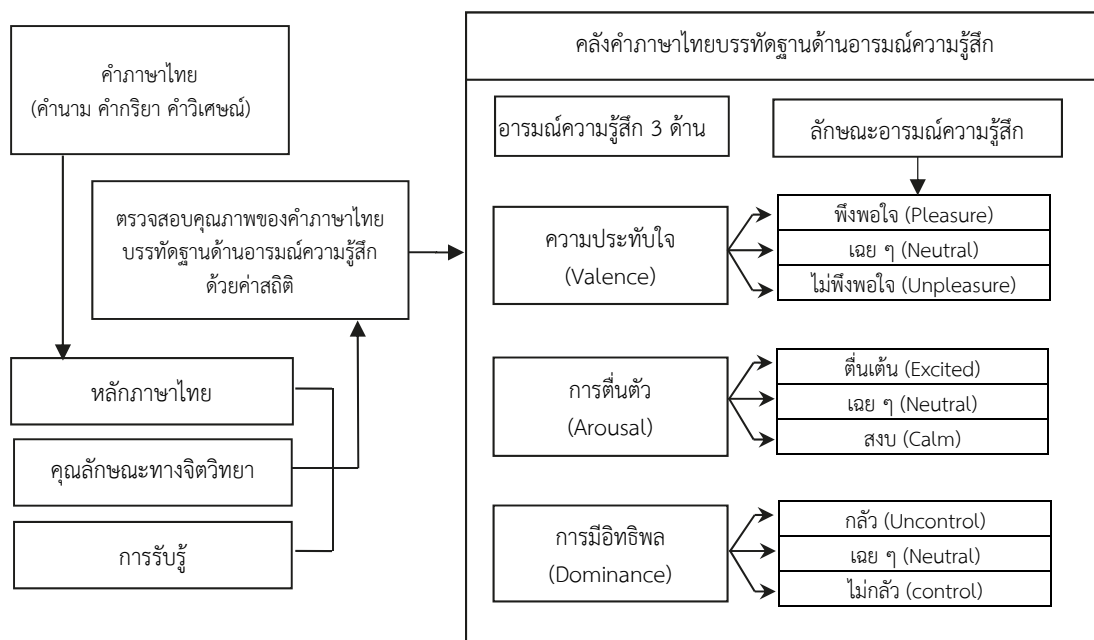 คำภาษาไทย
(คำนาม คำกริยา คำวิเศษณ์)
ตรวจสอบคุณภาพของคำภาษาไทย
บรรทัดฐานด้านอารมณ์ความรู้สึก
ด้วยค่าสถิติ
หลักภาษาไทย
คุณลักษณะทางจิตวิทยา
การรับรู้
คลังคำภาษาไทยบรรทัดฐานด้านอารมณ์ความรู้สึก
อารมณ์ความรู้สึก 3 ด้าน
ลักษณะอารมณ์ความรู้สึก
ความประทับใจ
(Valence)
พึงพอใจ (Pleasure)
เฉย ๆ (Neutral)
ไม่พึงพอใจ (Unpleasure)
การตื่นตัว
(Arousal)
ตื่นเต้น (Excited)
เฉย ๆ (Neutral)
สงบ (Calm)
การมีอิทธิพล
(Dominance)
กลัว (Uncontrol)
เฉย ๆ (Neutral)
ไม่กลัว (control)